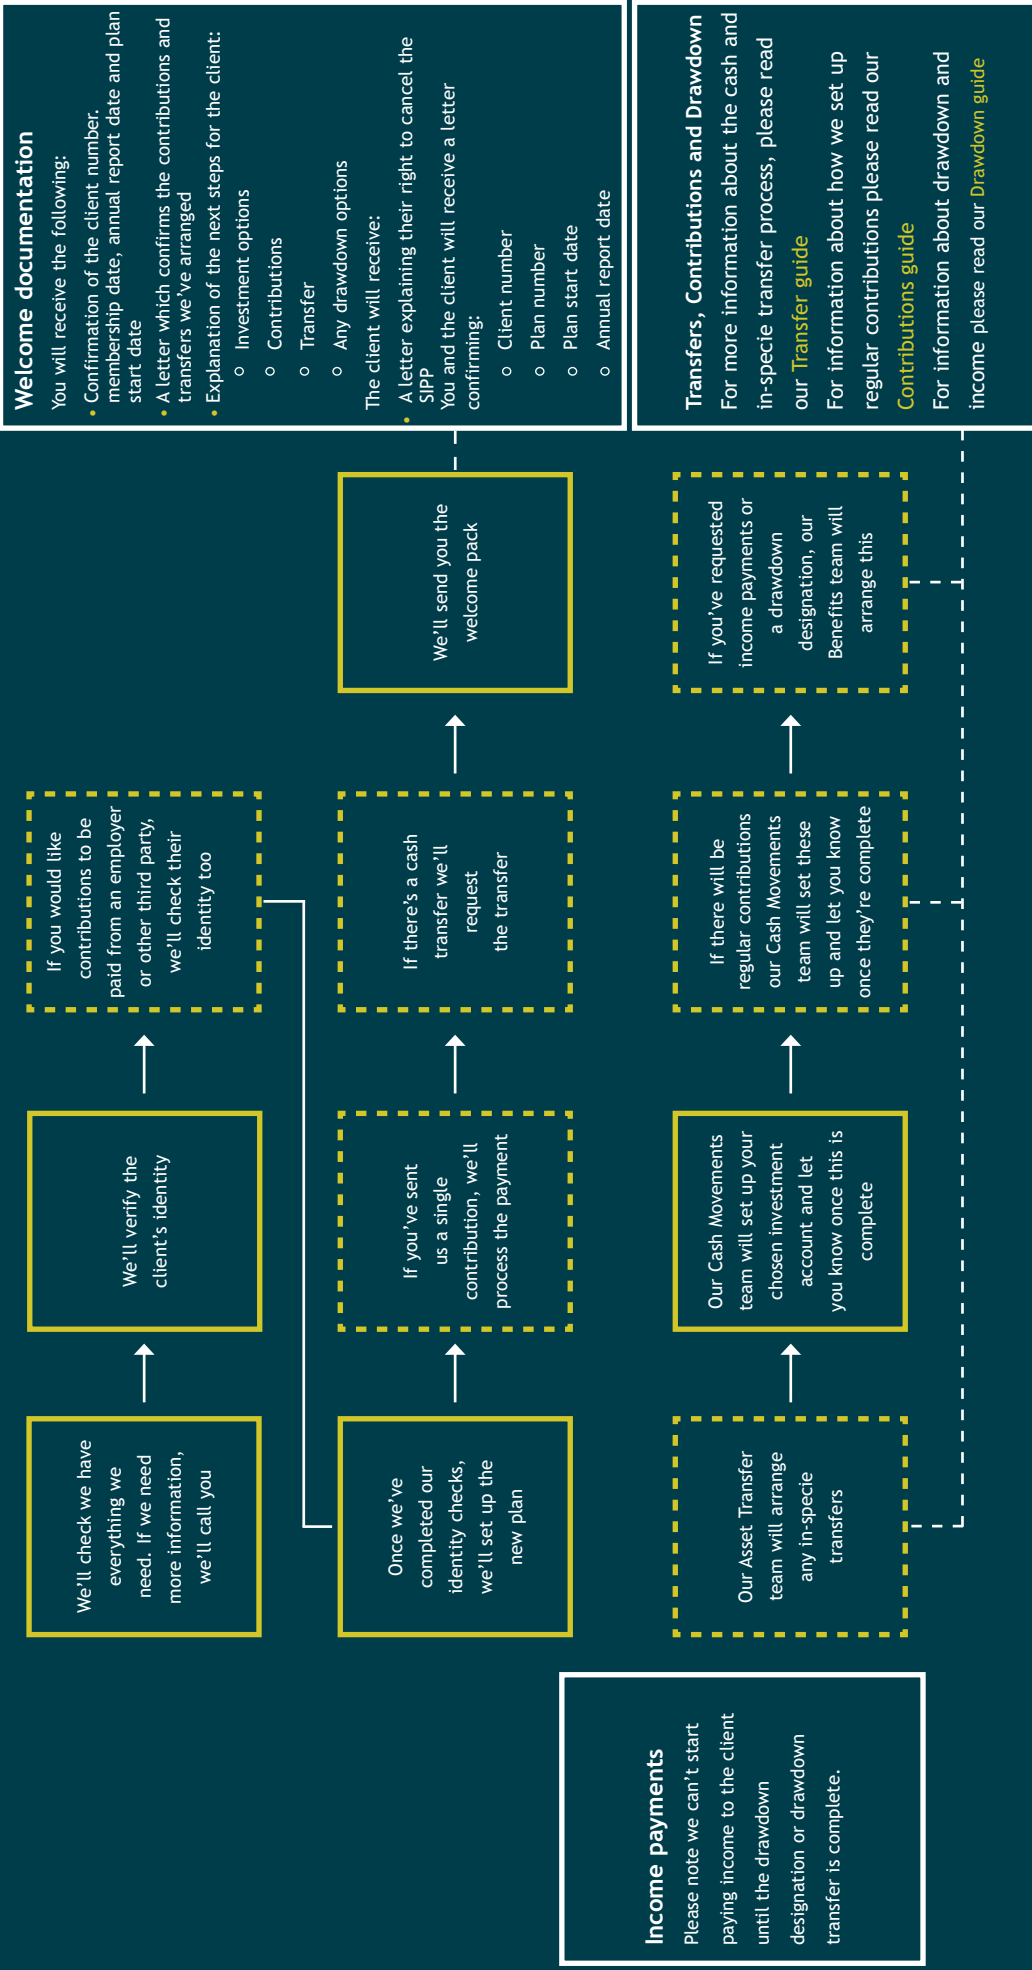 We'll check we have
everything we
need. If we need
more information,
we'll call you
We'll verify the
client's identity
If you would like
contributions to be
paid from an employer
or other third party,
we'll check their
identity too
Once we've
completed our
identity checks,
we'll set up the
new plan
If you've sent
us a single
contribution, we'll
process the payment
If there's a cash
transfer we'll
request
the transfer
We'll send you the
welcome pack
Welcome documentation
You will receive the following:
• Confirmation of the client number.
membership date, annual report date and plan
start date
• A letter which confirms the contributions and
transfers we've arranged
• Explanation of the next steps for the client:
o Investment options
o Contributions
o Transfer
o Any drawdown options
The client will receive:
• A letter explaining their right to cancel the
SIPP
You and the client will receive a letter
confirming:
o Client number
o Plan number
o Plan start date
o Annual report date
Income payments
Please note we can't start
paying income to the client
until the drawdown
designation or drawdown
transfer is complete.
Our Asset Transfer
team will arrange
any in-specie
transfers
Our Cash Movements
team will set up your
chosen investment
account and let
you know once this is
complete
If there will be
regular contributions
our Cash Movements
team will set these
up and let you know
once they're complete
If you've requested
income payments or
a drawdown
designation, our
Benefits team will
arrange this
Transfers, Contributions and Drawdown
For more information about the cash and
in-specie transfer process, please read
our Transfer guide
For information about how we set up
regular contributions please read our
Contributions guide
For information about drawdown and
income please read our Drawdown guide